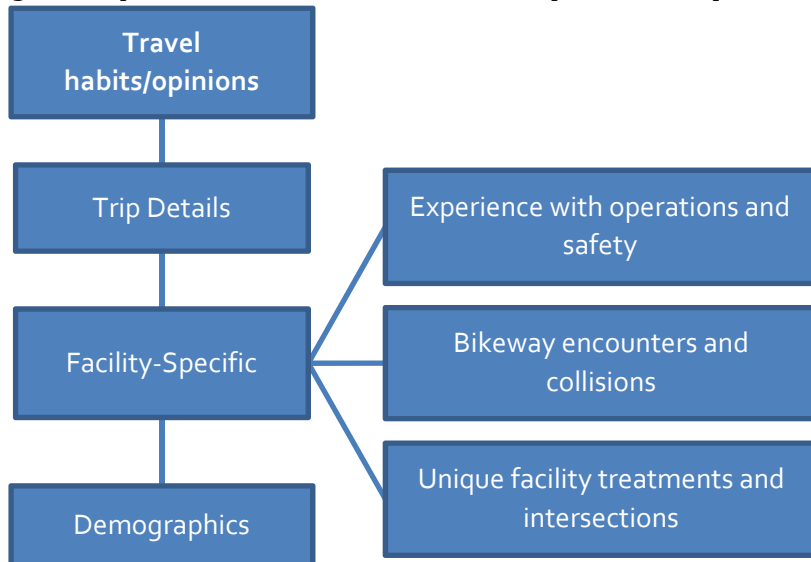 Travel
habits/opinions
Trip Details
Experience with operations and
safety
Facility-Specific
Bikeway encounters and
collisions
Unique facility treatments and
intersections
Demographics